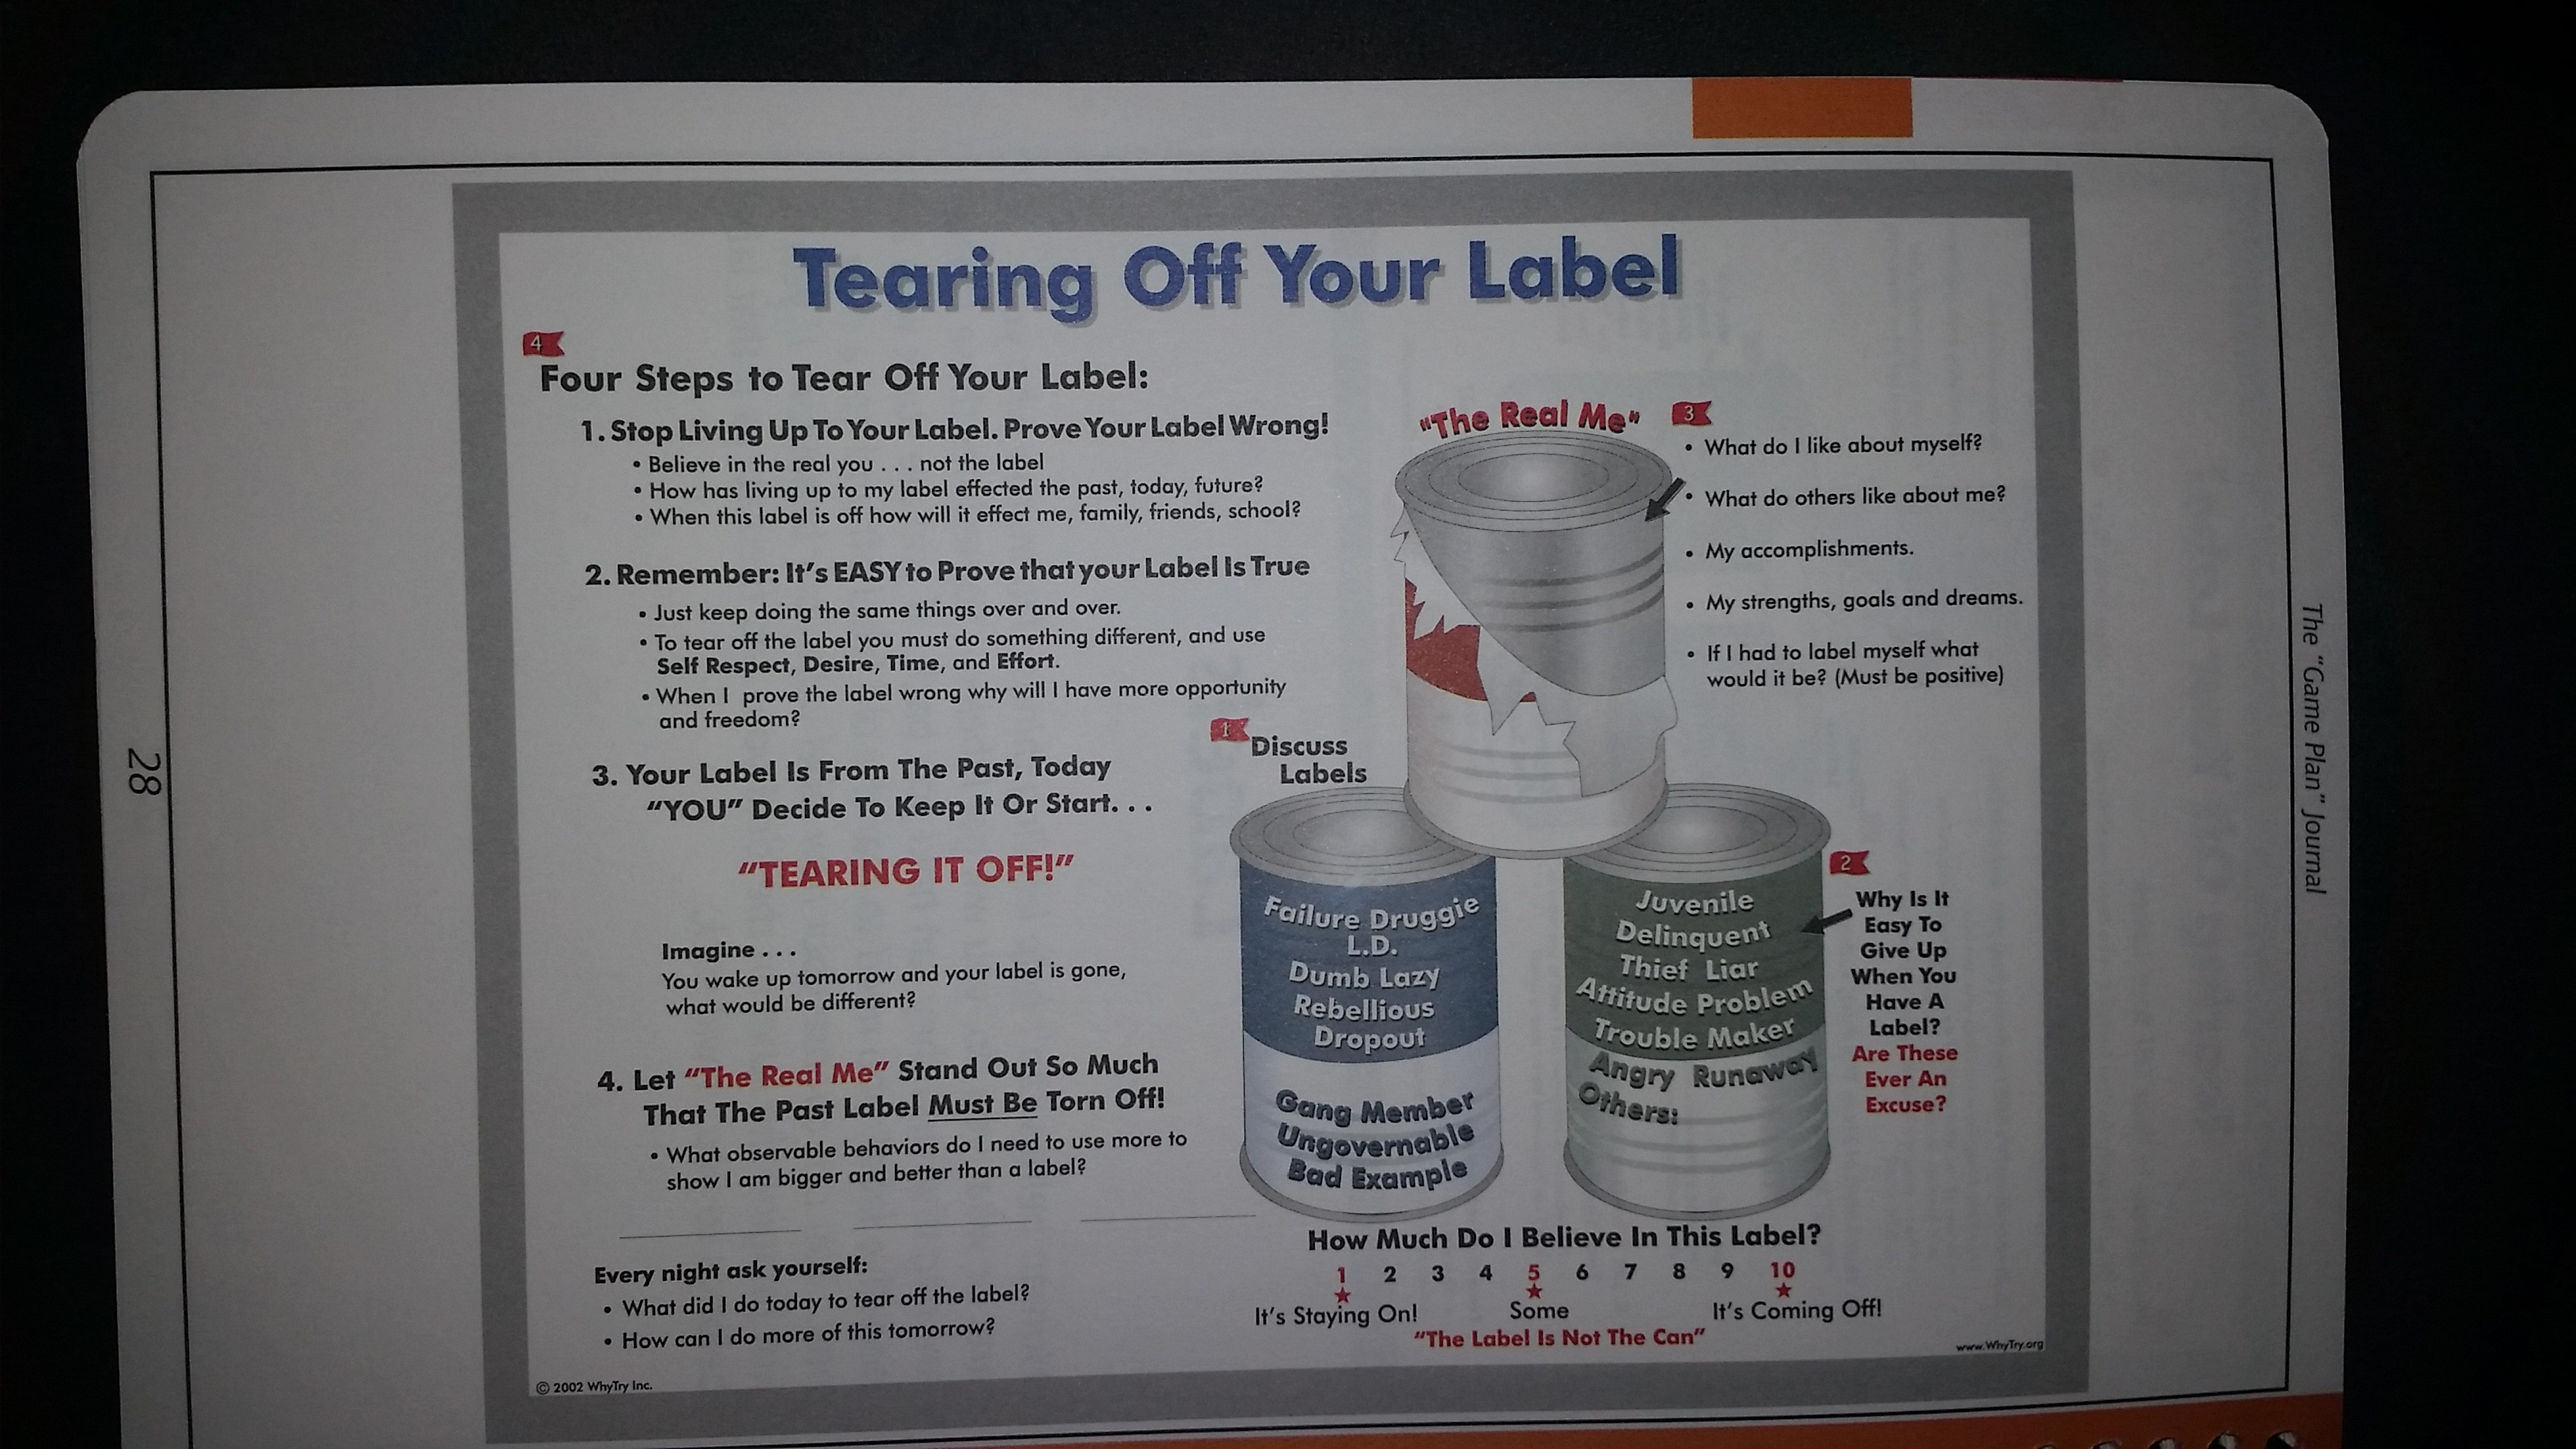 Tearing Off Your Label
4
Four Steps to Tear Off Your Label:
1. Stop Living Up To Your Label. Prove Your Label Wrong!
• Believe in the real you . . . not the label
• How has living up to my label effected the past, today, future?
• When this label is off how will it effect me, family, friends, school?
2. Remember: It's EASY to Prove that your Label Is True
• Just keep doing the same things over and over.
• To tear off the label you must do something different, and use
Self Respect, Desire, Time, and Effort.
• When I prove the label wrong why will I have more opportunity
and freedom?
3. Your Label Is From The Past, Today
"YOU" Decide To Keep It Or Start. . .
"TEARING IT OFF!"
Imagine . . .
You wake up tomorrow and your label is gone,
what would be different?
4. Let "The Real Me" Stand Out So Much
That The Past Label Must Be Torn Off!
• What observable behaviors do I need to use more to
show I am bigger and better than a label?
Every night ask yourself:
• What did I do today to tear off the label?
• How can I do more of this tomorrow?
© 2002 WhyTry Inc.
"The Real Me"
3
• What do I like about myself?
• What do others like about me?
• My accomplishments.
• My strengths, goals and dreams.
• If I had to label myself what
would it be? (Must be positive)
1
Discuss
Labels
Failure Druggie
L.D.
Dumb Lazy
Rebellious
Dropout
Gang Member
Ungovernable
Bad Example
Juvenile
Delinquent
Thief Liar
Attitude Problem
Trouble Maker
Angry Runaway
Others:
2
Why Is It
Easy To
Give Up
When You
Have A
Label?
Are These
Ever An
Excuse?
How Much Do I Believe In This Label?
1 2 3 4 5 6 7 8 9 10
It's Staying On! Some It's Coming Off!
"The Label Is Not The Can"
www.WhyTry.org
28
The "Game Plan" Journal